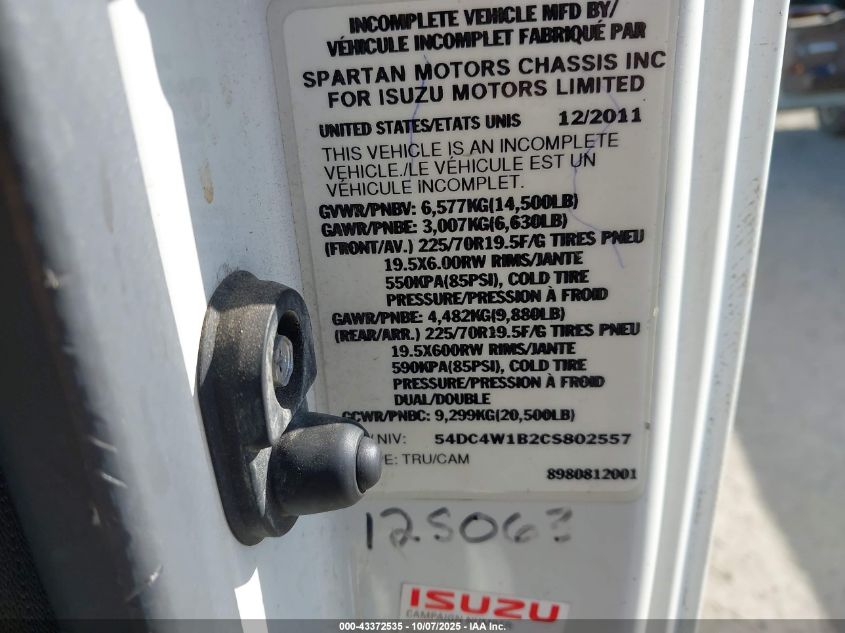 INCOMPLETE VEHICLE MFD BY/
VÉHICULE INCOMPLET FABRIQUÉ PAR
SPARTAN MOTORS CHASSIS INC
FOR ISUZU MOTORS LIMITED
UNITED STATES/ETATS UNIS 12/2011
THIS VEHICLE IS AN INCOMPLETE
VEHICLE./LE VÉHICULE EST UN
VÉHICULE INCOMPLET.
GVWR/PNBV: 6,577KG(14,500LB)
GAWR/PNBE: 3,007KG(6,630LB)
(FRONT/AV.) 225/70R19.5F/G TIRES PNEU
19.5X6.00RW RIMS/JANTE
550KPA(85PSI), COLD TIRE
PRESSURE/PRESSION À FROID
GAWR/PNBE: 4,482KG(9,880LB)
(REAR/ARR.) 225/70R19.5F/G TIRES PNEU
19.5X600RW RIMS/JANTE
590KPA(85PSI), COLD TIRE
PRESSURE/PRESSION À FROID
DUAL/DOUBLE
GCWR/PNBC: 9,299KG(20,500LB)
/NIV: 54DC4W1B2CS802557
E: TRU/CAM
8980812001
125063
ISUZU
CAMPAIGN
000-43372535 - 10/07/2025 - IAA Inc.